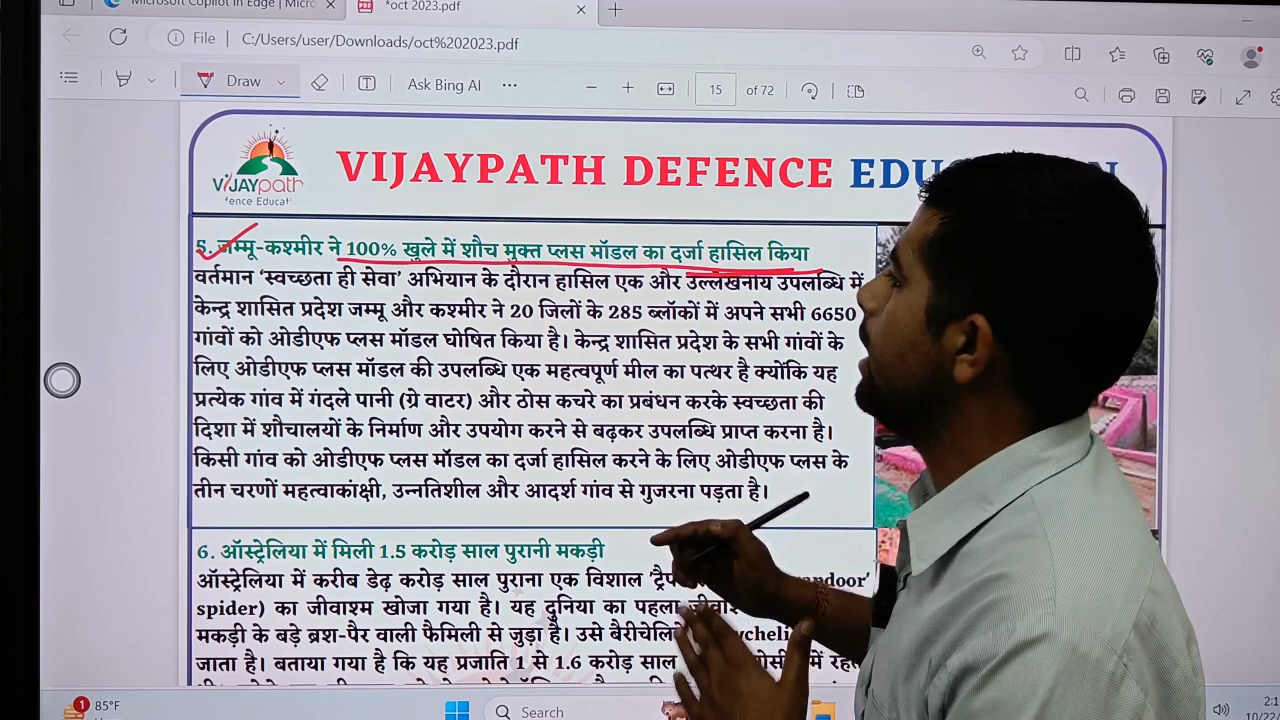 Microsoft Copilot in Edge | Micro
*oct 2023.pdf
File | C:/Users/user/Downloads/oct%202023.pdf
Draw
Ask Bing AI
15 of 72
VIJAYPATH DEFENCE EDUCATION
VIJAYpath
ence Educati
5. जम्मू-कश्मीर ने 100% खुले में शौच मुक्त प्लस मॉडल का दर्जा हासिल किया
वर्तमान ‘स्वच्छता ही सेवा’ अभियान के दौरान हासिल एक और उल्लेखनीय उपलब्धि में
केन्द्र शासित प्रदेश जम्मू और कश्मीर ने 20 जिलों के 285 ब्लॉकों में अपने सभी 6650
गांवों को ओडीएफ प्लस मॉडल घोषित किया है। केन्द्र शासित प्रदेश के सभी गांवों के
लिए ओडीएफ प्लस मॉडल की उपलब्धि एक महत्वपूर्ण मील का पत्थर है क्योंकि यह
प्रत्येक गांव में गंदले पानी (ग्रे वाटर) और ठोस कचरे का प्रबंधन करके स्वच्छता की
दिशा में शौचालयों के निर्माण और उपयोग करने से बढ़कर उपलब्धि प्राप्त करना है।
किसी गांव को ओडीएफ प्लस मॉडल का दर्जा हासिल करने के लिए ओडीएफ प्लस के
तीन चरणों महत्वाकांक्षी, उन्नतिशील और आदर्श गांव से गुजरना पड़ता है।
6. ऑस्ट्रेलिया में मिली 1.5 करोड़ साल पुरानी मकड़ी
ऑस्ट्रेलिया में करीब डेढ़ करोड़ साल पुराना एक विशाल
spider) का जीवाश्म खोजा गया है। यह दुनिया का पहला
मकड़ी के बड़े ब्रश-पैर वाली फैमिली से जुड़ा है। उसे
जाता है। बताया गया है कि यह प्रजाति 1 से 1.6 करोड़ साल
1
85°F
Search